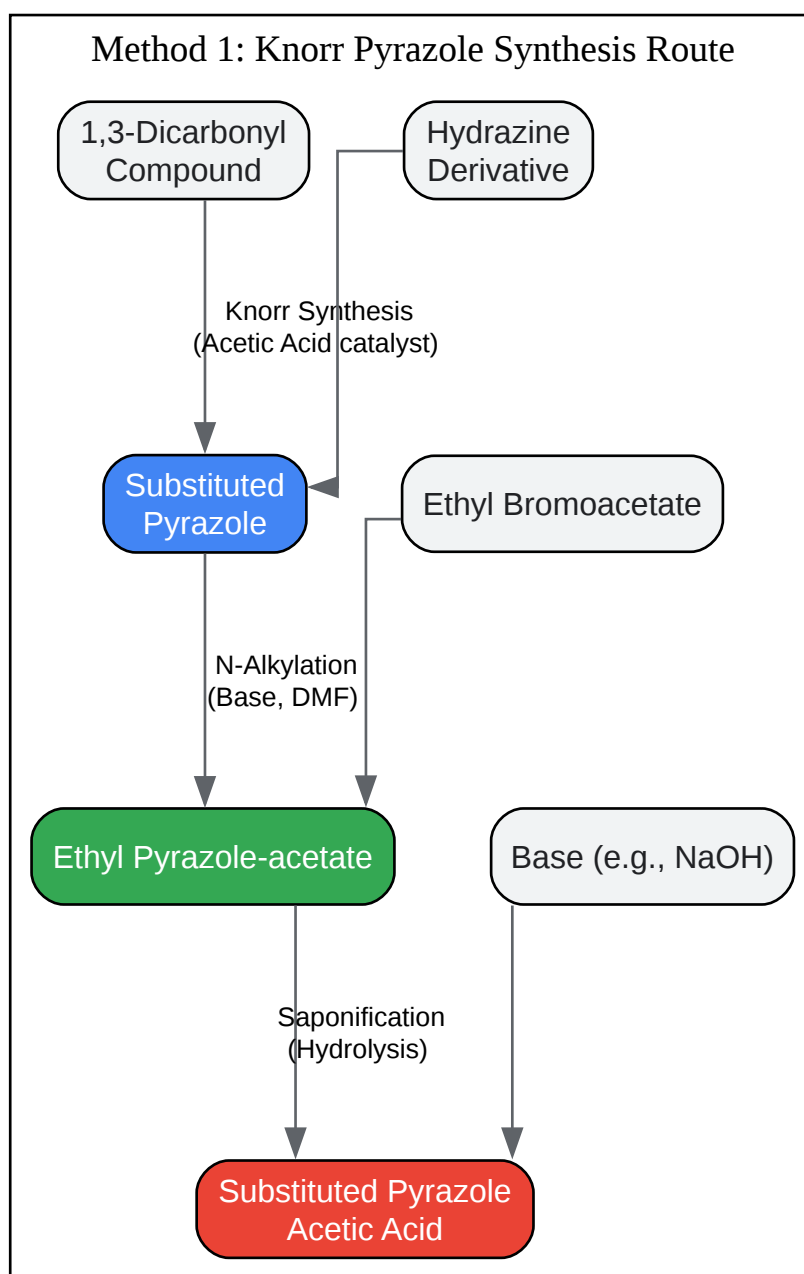 Method 1: Knorr Pyrazole Synthesis Route
1,3-Dicarbonyl
Compound
Hydrazine
Derivative
Knorr Synthesis
(Acetic Acid catalyst)
Substituted
Pyrazole
Ethyl Bromoacetate
N-Alkylation
(Base, DMF)
Ethyl Pyrazole-acetate
Base (e.g., NaOH)
Saponification
(Hydrolysis)
Substituted Pyrazole
Acetic Acid